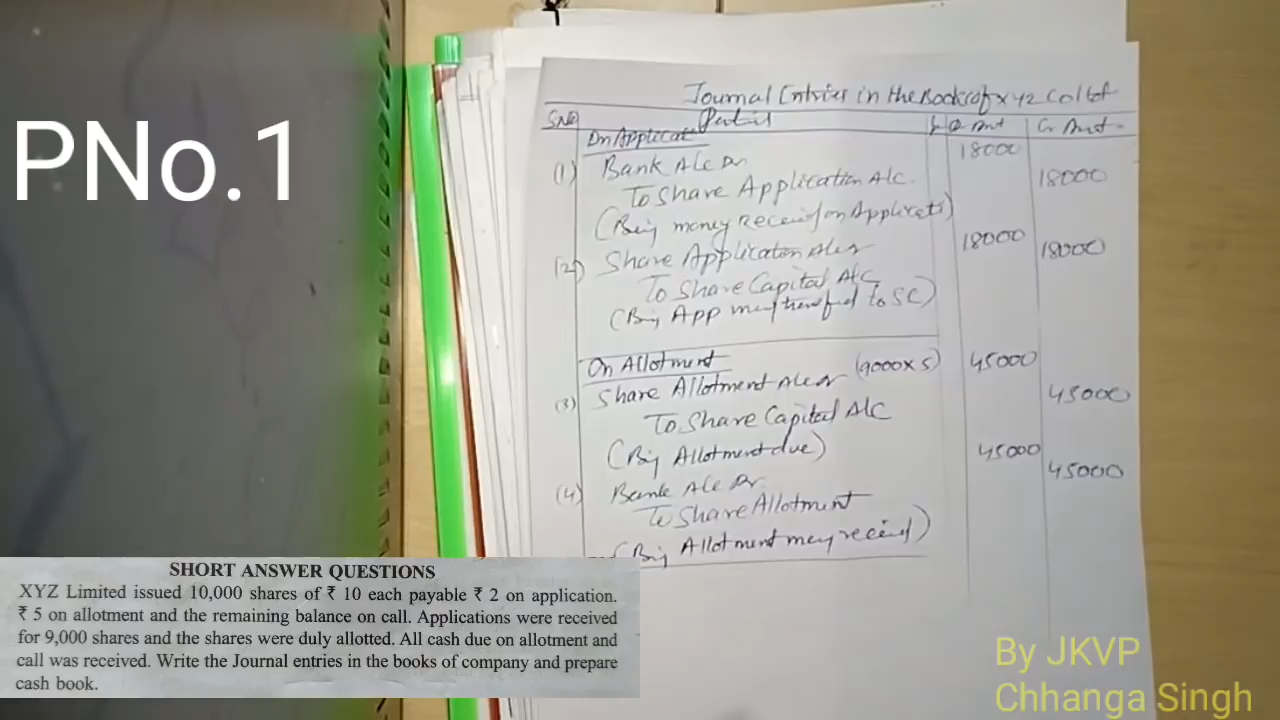 PNo.1
Journal Entries in the Books of XYZ Co Ltd
SNo
On Application
(1) Bank A/c Dr 18000
To Share Application A/c. 18000
(Being money received on Application)
(2) Share Application A/c Dr 18000
To Share Capital A/c 18000
(Being App money transferred to SC)
On Allotment
Share Allotment A/c Dr (9000×5) 45000
(3)
To Share Capital A/c 45000
(Being Allotment due)
(4) Bank A/c Dr 45000
To Share Allotment 45000
(Being Allotment money received)
SHORT ANSWER QUESTIONS
XYZ Limited issued 10,000 shares of ₹ 10 each payable ₹ 2 on application.
₹ 5 on allotment and the remaining balance on call. Applications were received
for 9,000 shares and the shares were duly allotted. All cash due on allotment and
call was received. Write the Journal entries in the books of company and prepare
cash book.
By JKVP
Chhanga Singh